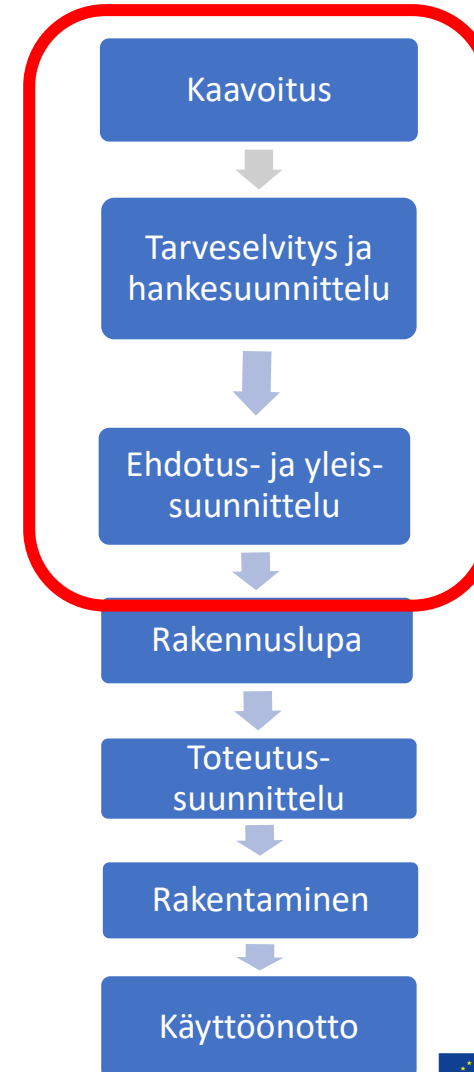 Kaavoitus
Tarveselvitys ja
hankesuunnittelu
Ehdotus- ja yleis-
suunnittelu
Rakennuslupa
Toteutus-
suunnittelu
Rakentaminen
Käyttöönotto